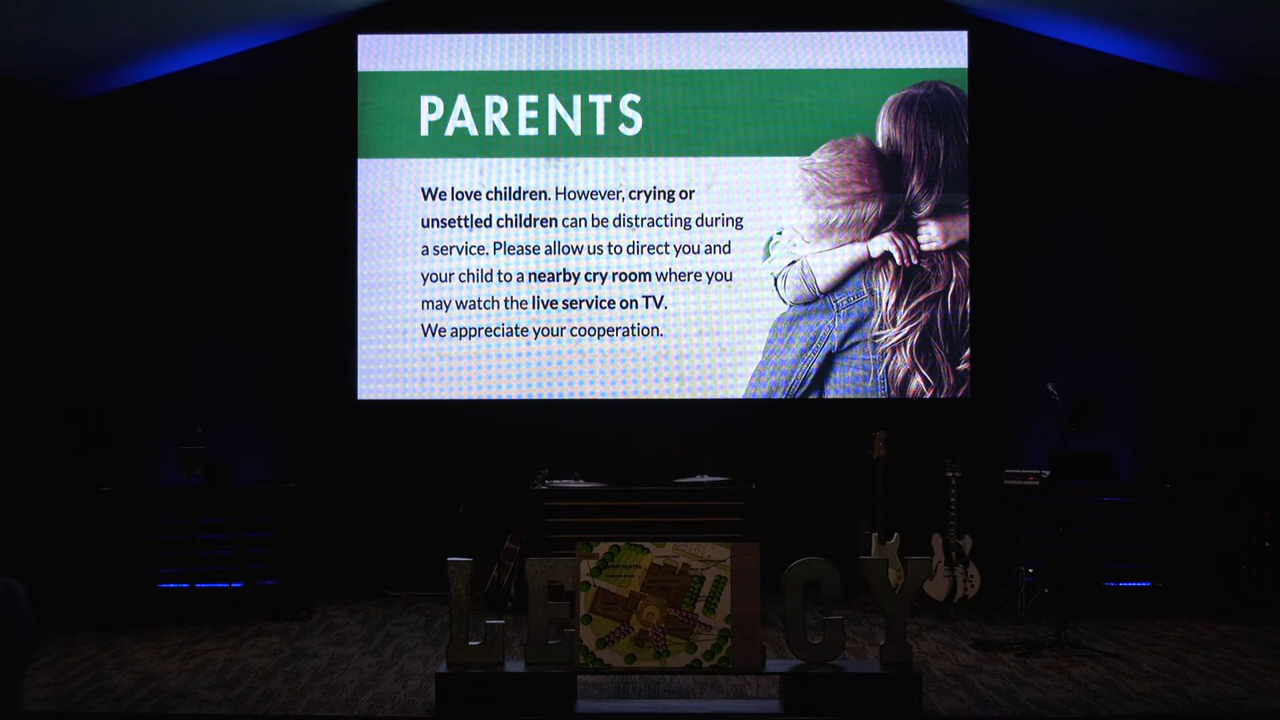 PARENTS
We love children. However, crying or
unsettled children can be distracting during
a service. Please allow us to direct you and
your child to a nearby cry room where you
may watch the live service on TV.
We appreciate your cooperation.
LE CY